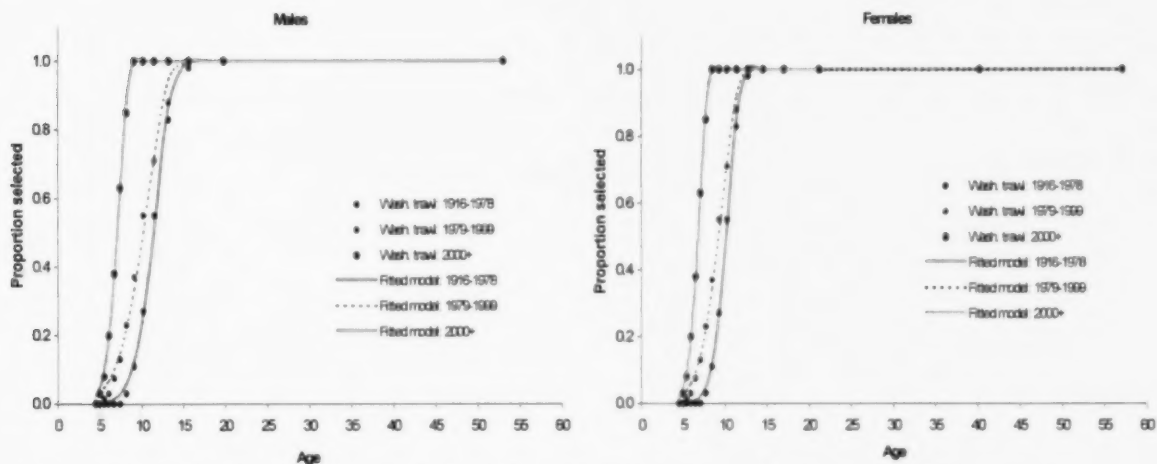 Males
Proportion selected
1.0
0.8
0.6
0.4
0.2
0.0
Wash. trawl: 1916-1978
Wash. trawl: 1979-1999
Wash. trawl: 2000+
Fitted model: 1916-1978
Fitted model: 1979-1999
Fitted model: 2000+
0 5 10 15 20 25 30 35 40 45 50 55 60
Age
Females
Proportion selected
1.0
0.8
0.6
0.4
0.2
0.0
Wash. trawl: 1916-1978
Wash. trawl: 1979-1999
Wash. trawl: 2000+
Fitted model: 1916-1978
Fitted model: 1979-1999
Fitted model: 2000+
0 5 10 15 20 25 30 35 40 45 50 55 60
Age